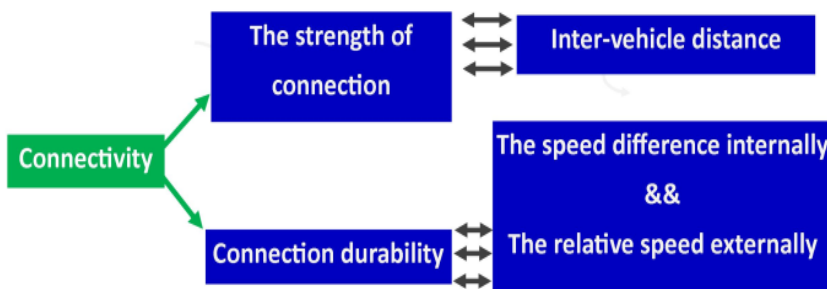 The strength of
connection
Inter-vehicle distance
Connectivity
The speed difference internally
&&
The relative speed externally
Connection durability